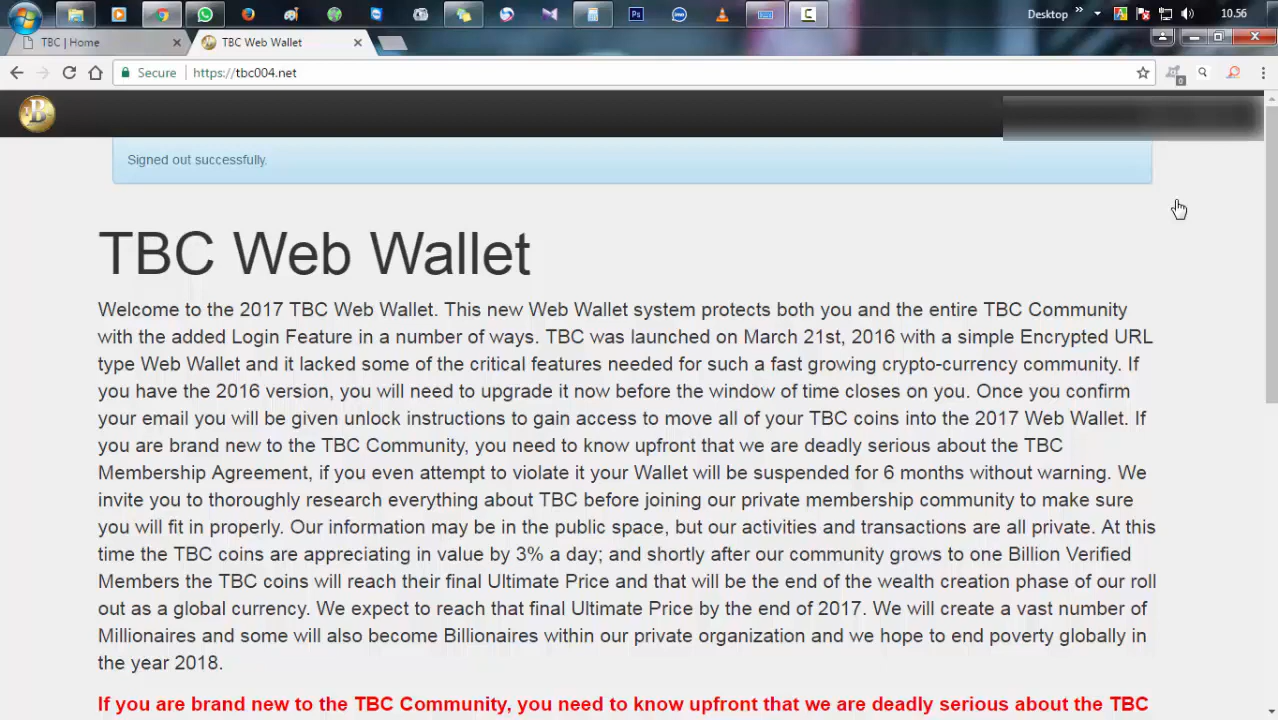 Desktop » 10.56
TBC | Home TBC Web Wallet
Secure https://tbc004.net
Signed out successfully.
TBC Web Wallet
Welcome to the 2017 TBC Web Wallet. This new Web Wallet system protects both you and the entire TBC Community
with the added Login Feature in a number of ways. TBC was launched on March 21st, 2016 with a simple Encrypted URL
type Web Wallet and it lacked some of the critical features needed for such a fast growing crypto-currency community. If
you have the 2016 version, you will need to upgrade it now before the window of time closes on you. Once you confirm
your email you will be given unlock instructions to gain access to move all of your TBC coins into the 2017 Web Wallet. If
you are brand new to the TBC Community, you need to know upfront that we are deadly serious about the TBC
Membership Agreement, if you even attempt to violate it your Wallet will be suspended for 6 months without warning. We
invite you to thoroughly research everything about TBC before joining our private membership community to make sure
you will fit in properly. Our information may be in the public space, but our activities and transactions are all private. At this
time the TBC coins are appreciating in value by 3% a day; and shortly after our community grows to one Billion Verified
Members the TBC coins will reach their final Ultimate Price and that will be the end of the wealth creation phase of our roll
out as a global currency. We expect to reach that final Ultimate Price by the end of 2017. We will create a vast number of
Millionaires and some will also become Billionaires within our private organization and we hope to end poverty globally in
the year 2018.
If you are brand new to the TBC Community, you need to know upfront that we are deadly serious about the TBC